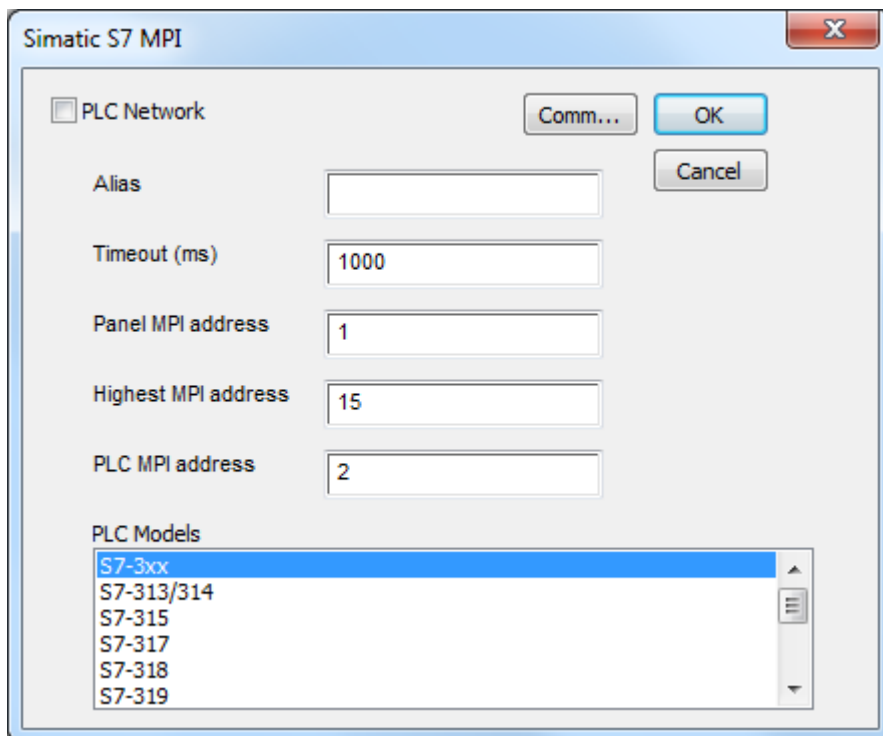 Simatic S7 MPI
PLC Network
Comm...
OK
Cancel
Alias
Timeout (ms)
1000
Panel MPI address
1
Highest MPI address
15
PLC MPI address
2
PLC Models
S7-3xx
S7-313/314
S7-315
S7-317
S7-318
S7-319